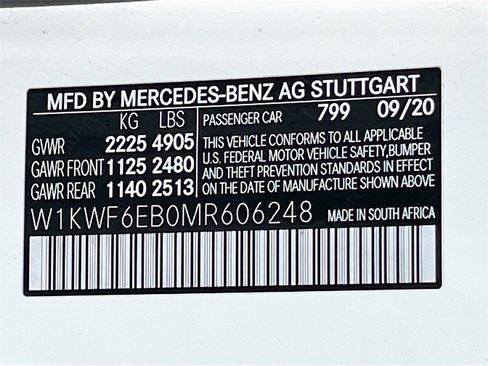 MFD BY MERCEDES-BENZ AG STUTTGART
KG LBS PASSENGER CAR 799 09/20
GVWR 2225 4905
GAWR FRONT 1125 2480
GAWR REAR 1140 2513
THIS VEHICLE CONFORMS TO ALL APPLICABLE
U.S. FEDERAL MOTOR VEHICLE SAFETY, BUMPER
AND THEFT PREVENTION STANDARDS IN EFFECT
ON THE DATE OF MANUFACTURE SHOWN ABOVE.
W1KWF6EB0MR606248 MADE IN SOUTH AFRICA